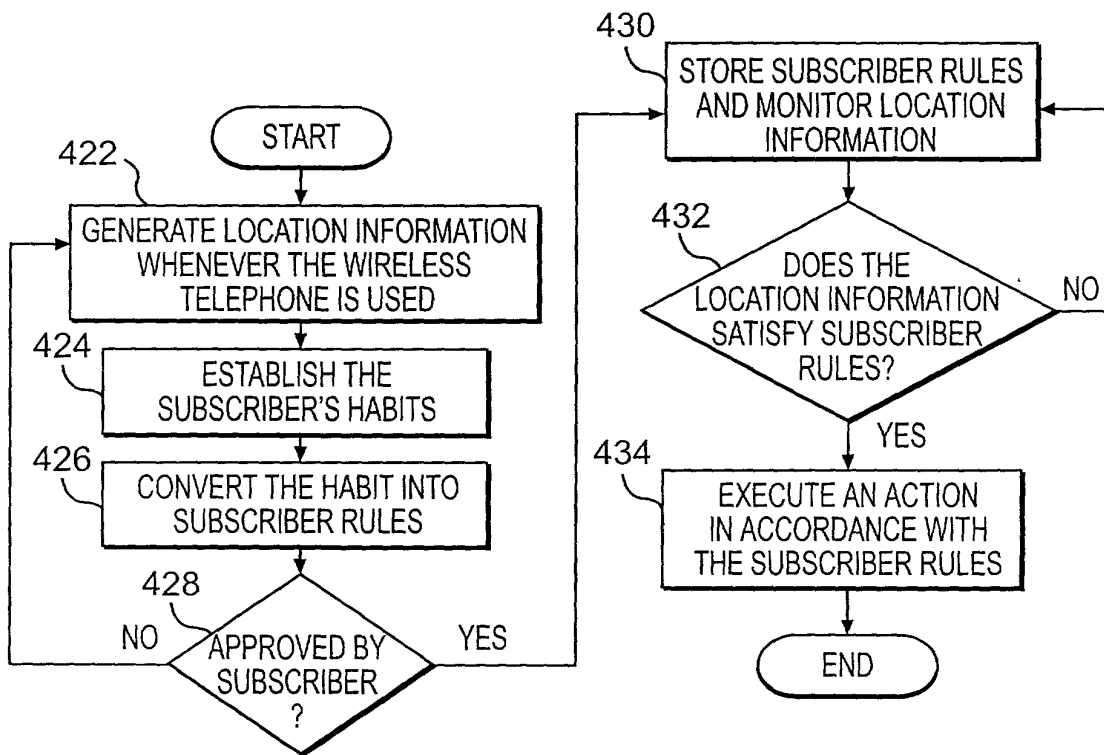 START
422
GENERATE LOCATION INFORMATION
WHENEVER THE WIRELESS
TELEPHONE IS USED
424
ESTABLISH THE
SUBSCRIBER'S HABITS
426
CONVERT THE HABIT INTO
SUBSCRIBER RULES
428
APPROVED BY
SUBSCRIBER
?
NO
YES
430
STORE SUBSCRIBER RULES
AND MONITOR LOCATION
INFORMATION
432
DOES THE
LOCATION INFORMATION
SATISFY SUBSCRIBER
RULES?
NO
YES
434
EXECUTE AN ACTION
IN ACCORDANCE WITH
THE SUBSCRIBER RULES
END